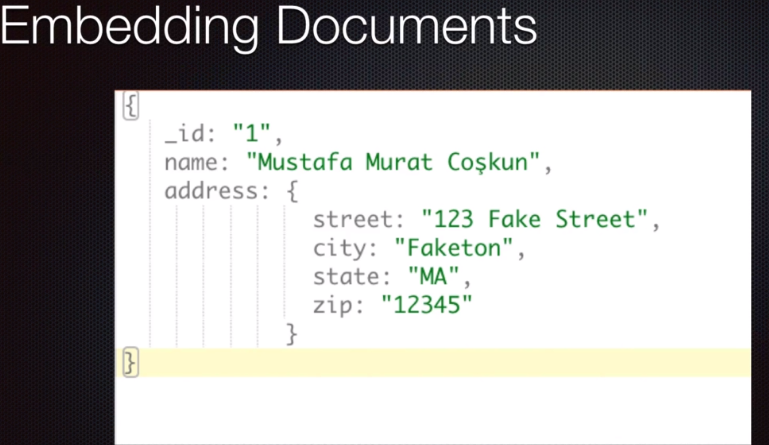 Embedding Documents
{
_id: "1",
name: "Mustafa Murat Coşkun",
address: {
street: "123 Fake Street",
city: "Faketon",
state: "MA",
zip: "12345"
}
}